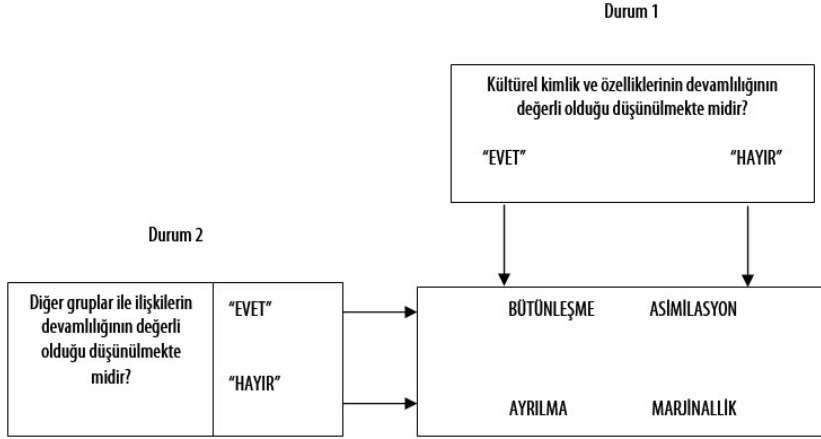 Durum 1
Kültürel kimlik ve özelliklerinin devamlılığının
değerli olduğu düşünülmekte midir?
“EVET”
“HAYIR”
Durum 2
Diğer gruplar ile ilişkilerin
devamlılığının değerli
olduğu düşünülmekte
midir?
“EVET”
“HAYIR”
BÜTÜNLEŞME
ASİMİLASYON
AYRILMA
MARJİNALLİK